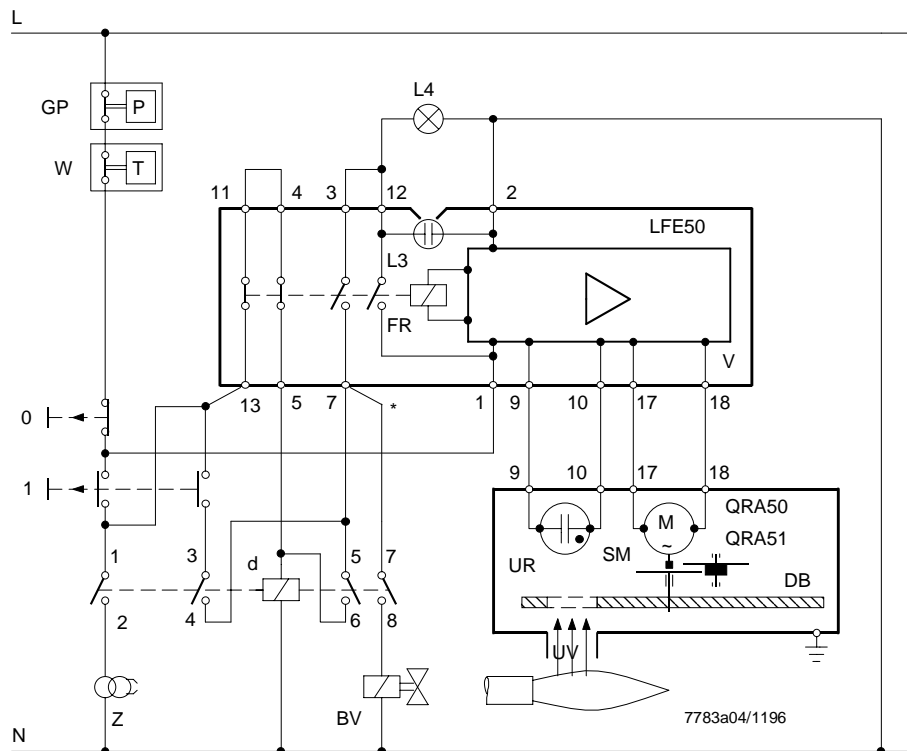 L
GP P
L4
W T
11 4 3 12 2
LFE50
L3
FR
V
13 5 7 * 1 9 10 17 18
0
9 10 17 18
1
QRA50
M
~
QRA51
UR SM
DB
1 3 d 5 7
2 4 6 8
UV
Z BV
7783a04/1196
N